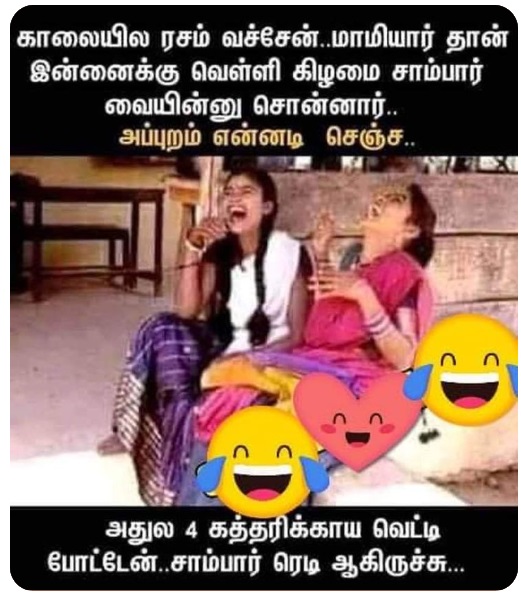 காலையில ரசம் வச்சேன்..மாமியார் தான்
இன்னைக்கு வெள்ளி கிழமை சாம்பார்
வையின்னு சொன்னார்..
அப்புறம் என்னடி செஞ்ச..
அதுல 4 கத்தரிக்காய வெட்டி
போட்டேன்..சாம்பார் ரெடி ஆகிருச்சு...